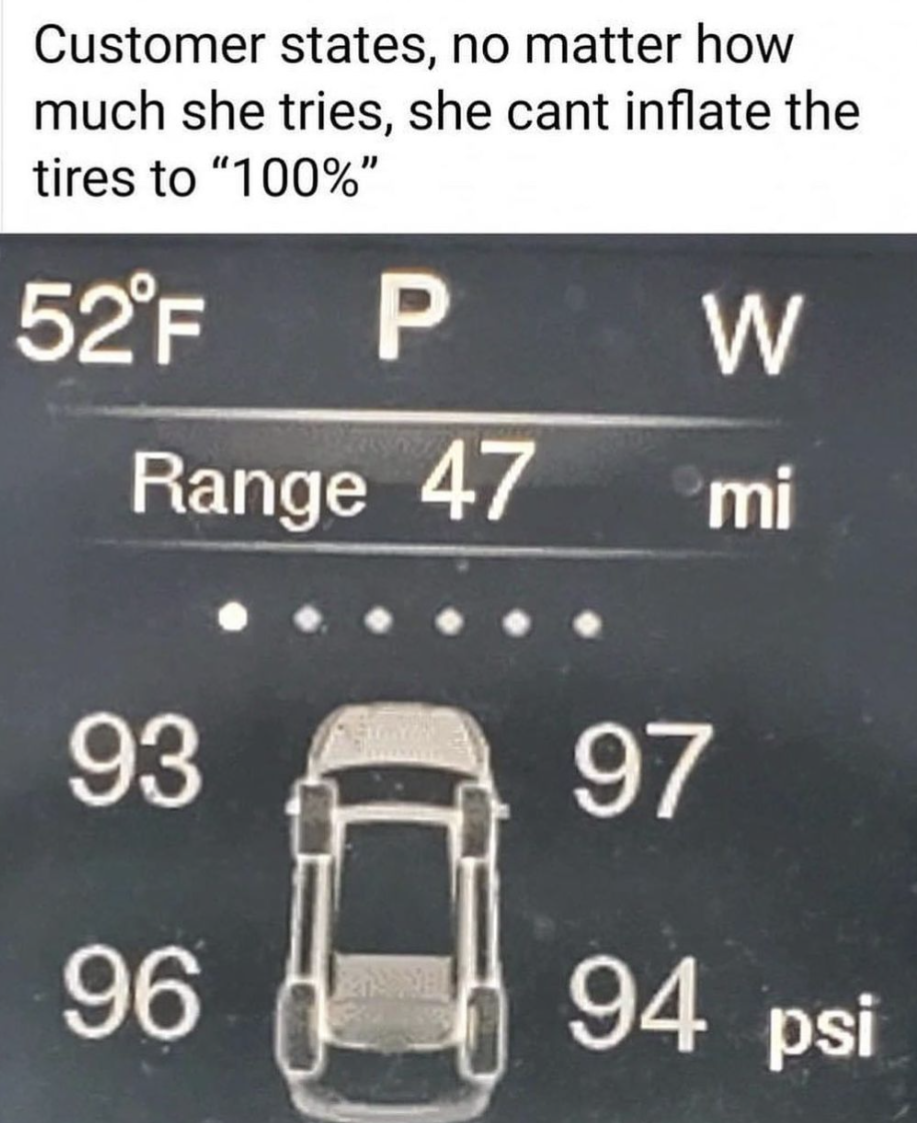 Customer states, no matter how
much she tries, she cant inflate the
tires to “100%”
52°F P W
Range 47 mi
93 97
96 94 psi